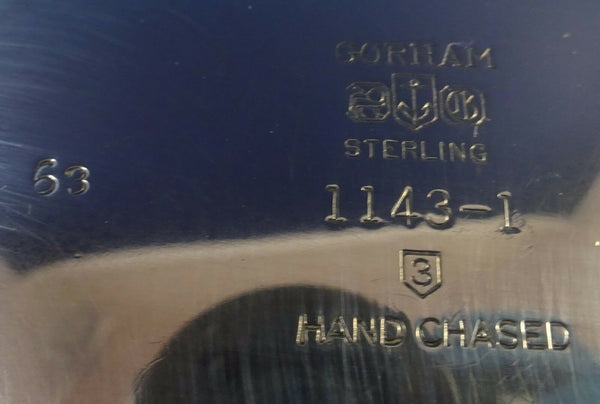 GORHAM
G
STERLING
63
1143-1
3
HAND CHASED